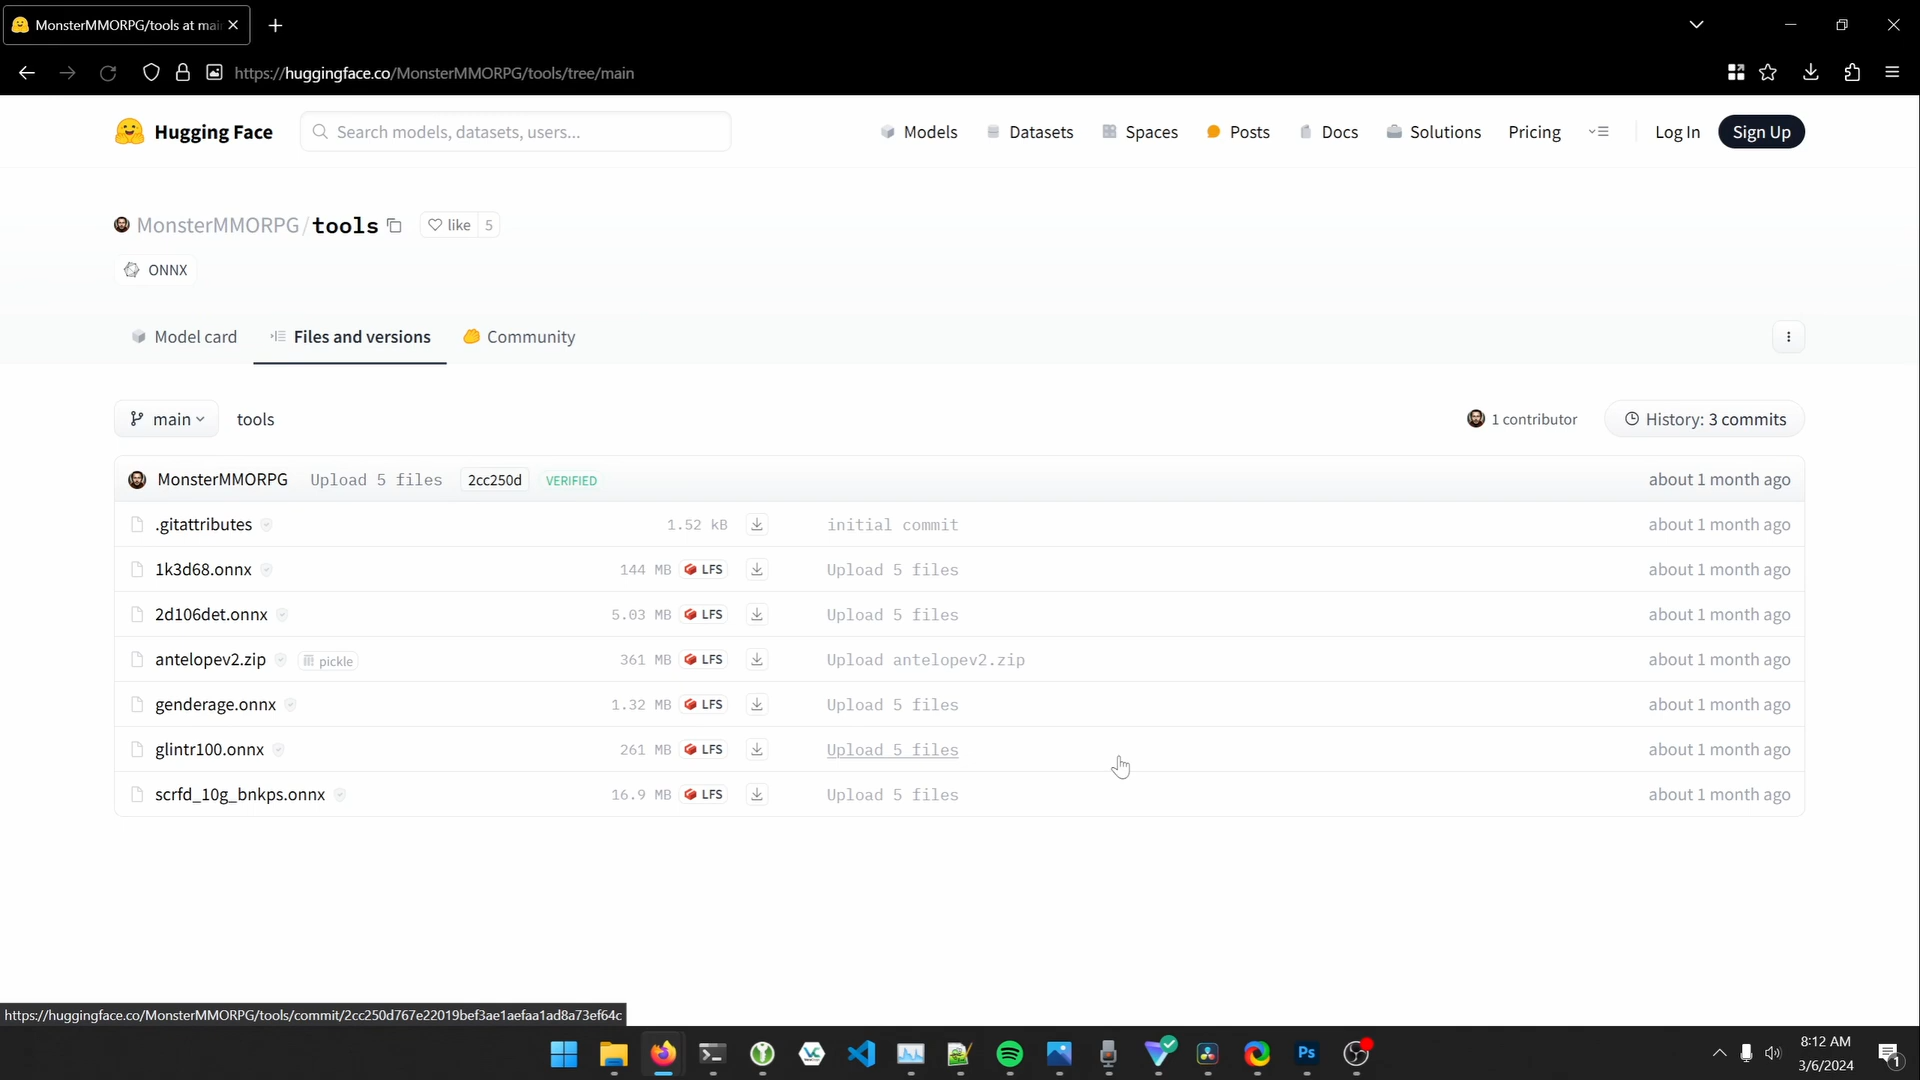 MonsterMMORPG/tools at mai
https://huggingface.co/MonsterMMORPG/tools/tree/main
Hugging Face
Search models, datasets, users...
Models
Datasets
Spaces
Posts
Docs
Solutions
Pricing
Log In
Sign Up
MonsterMMORPG/tools
like 5
ONNX
Model card
Files and versions
Community
main
tools
1 contributor
History: 3 commits
MonsterMMORPG Upload 5 files 2cc250d VERIFIED about 1 month ago
.gitattributes 1.52 kB initial commit about 1 month ago
1k3d68.onnx 144 MB LFS Upload 5 files about 1 month ago
2d106det.onnx 5.03 MB LFS Upload 5 files about 1 month ago
antelopev2.zip pickle 361 MB LFS Upload antelopev2.zip about 1 month ago
genderage.onnx 1.32 MB LFS Upload 5 files about 1 month ago
glintr100.onnx 261 MB LFS Upload 5 files about 1 month ago
scrfd_10g_bnkps.onnx 16.9 MB LFS Upload 5 files about 1 month ago
https://huggingface.co/MonsterMMORPG/tools/commit/2cc250d767e22019bef3ae1aefaa1ad8a73ef64c
Ps
8:12 AM
3/6/2024
1